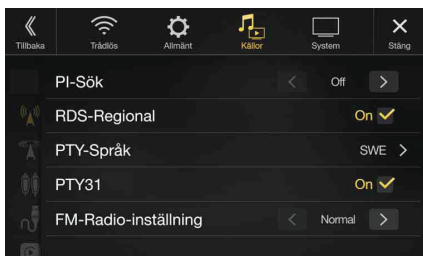 Tillbaka
Trådlös
Allmänt
Källor
System
Stäng
PI-Sök Off
RDS-Regional On
PTY-Språk SWE
PTY31 On
FM-Radio-inställning Normal